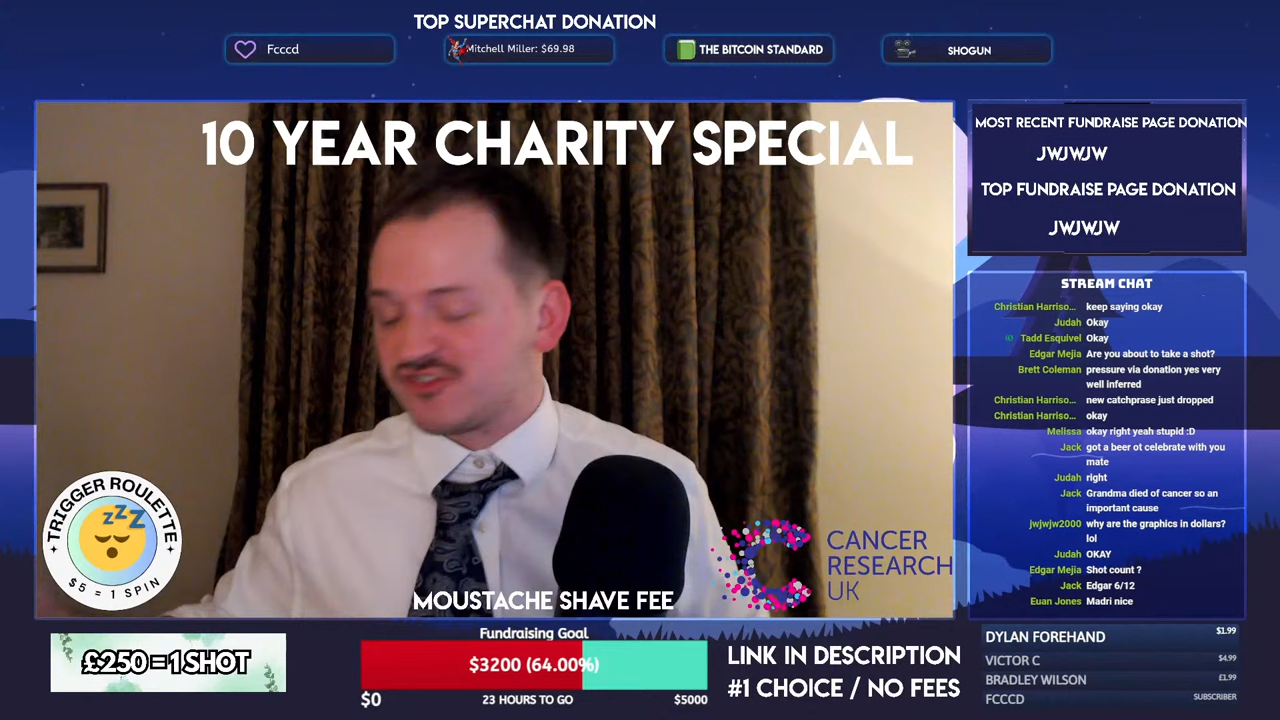 TOP SUPERCHAT DONATION
Fcccd
Mitchell Miller: $69.98
THE BITCOIN STANDARD
SHOGUN
10 YEAR CHARITY SPECIAL
MOST RECENT FUNDRAISE PAGE DONATION
JWJWJW
TOP FUNDRAISE PAGE DONATION
JWJWJW
STREAM CHAT
Christian Harriso... keep saying okay
Judah Okay
Tadd Esquivel Okay
Edgar Mejia Are you about to take a shot?
Brett Coleman pressure via donation yes very
well inferred
Christian Harriso... new catchprase just dropped
Christian Harriso... okay
Melissa okay right yeah stupid :D
Jack got a beer ot celebrate with you
mate
Judah right
Jack Grandma died of cancer so an
important cause
jwjwjw2000 why are the graphics in dollars?
lol
Judah OKAY
Edgar Mejia Shot count ?
Jack Edgar 6/12
Euan Jones Madri nice
TRIGGER ROULETTE
zzz
$5 = 1 SPIN
CANCER
RESEARCH
UK
MOUSTACHE SHAVE FEE
£250 = 1 SHOT
Fundraising Goal
$3200 (64.00%)
$0
23 HOURS TO GO
$5000
LINK IN DESCRIPTION
#1 CHOICE / NO FEES
DYLAN FOREHAND $1.99
VICTOR C $4.99
BRADLEY WILSON £1.99
FCCCD SUBSCRIBER